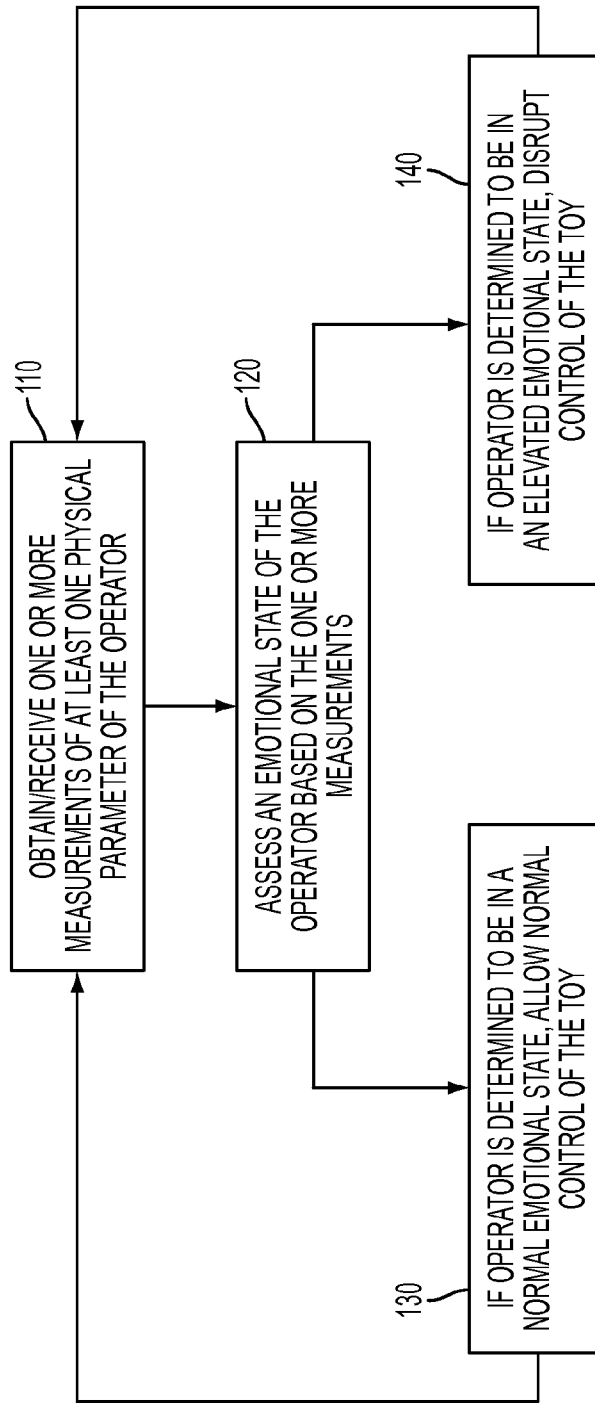 110
OBTAIN/RECEIVE ONE OR MORE
MEASUREMENTS OF AT LEAST ONE PHYSICAL
PARAMETER OF THE OPERATOR
120
ASSESS AN EMOTIONAL STATE OF THE
OPERATOR BASED ON THE ONE OR MORE
MEASUREMENTS
130
IF OPERATOR IS DETERMINED TO BE IN A
NORMAL EMOTIONAL STATE, ALLOW NORMAL
CONTROL OF THE TOY
140
IF OPERATOR IS DETERMINED TO BE IN
AN ELEVATED EMOTIONAL STATE, DISRUPT
CONTROL OF THE TOY